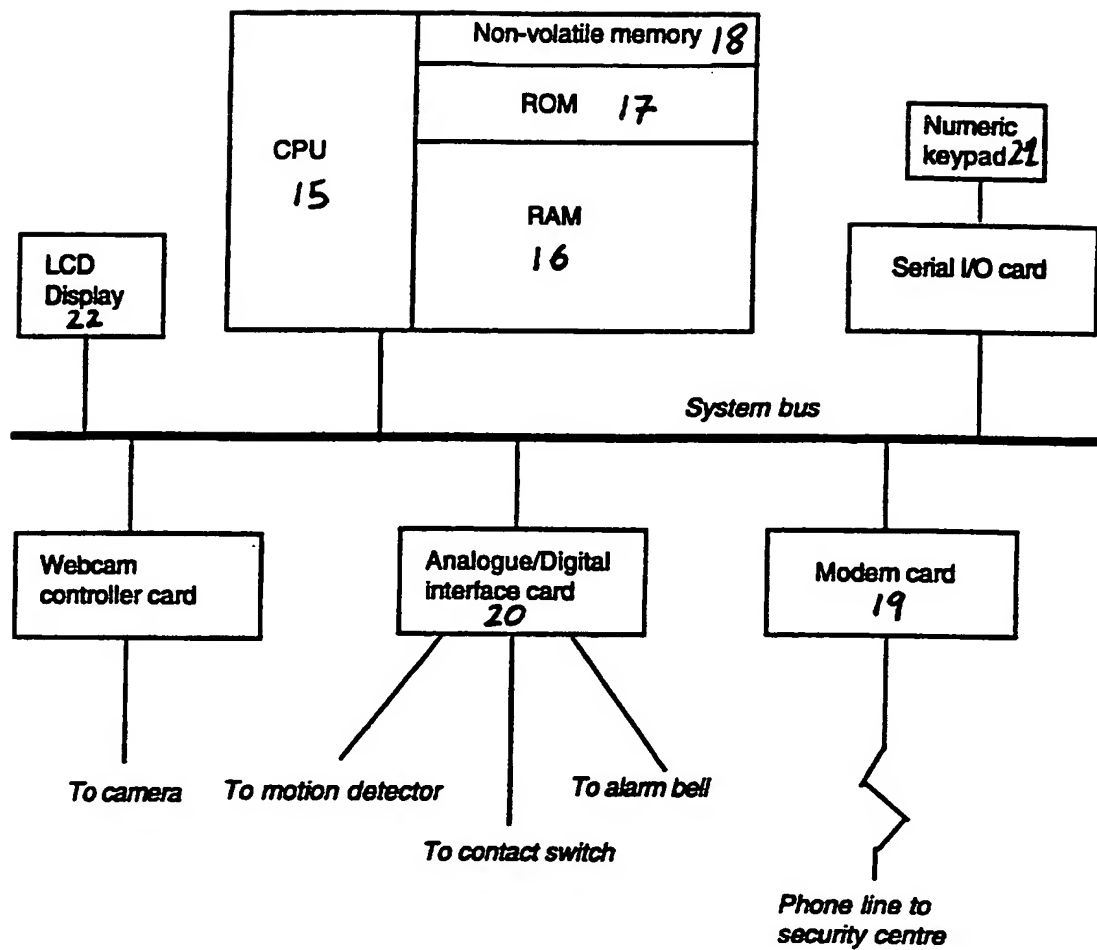 Non-volatile memory 18
ROM 17
CPU
15
RAM
16
Numeric
keypad 21
Serial I/O card
LCD
Display
22
System bus
Webcam
controller card
Analogue/Digital
interface card
20
Modem card
19
To camera
To motion detector
To alarm bell
To contact switch
Phone line to
security centre